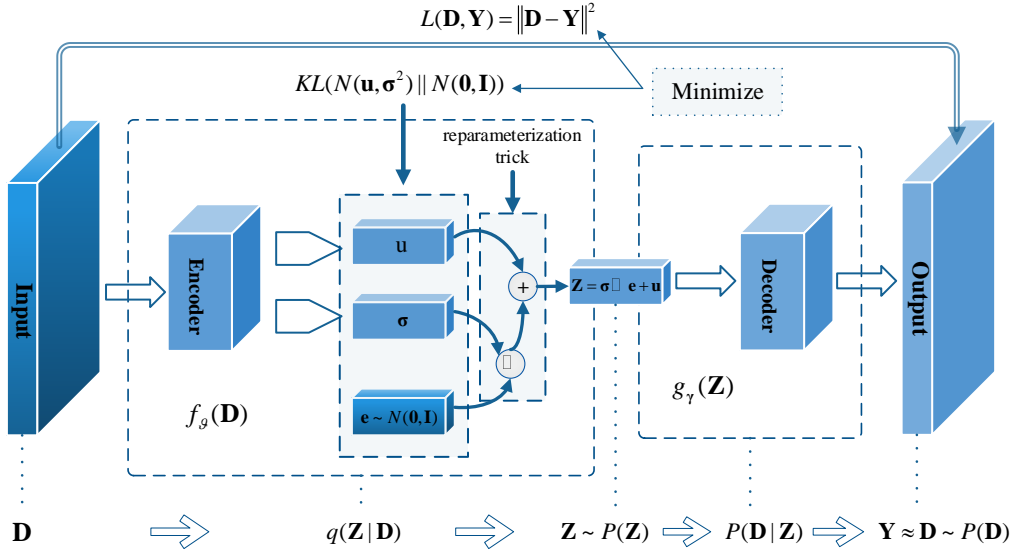 L(D, Y) = ||D − Y||²
KL(N(u, σ²) || N(0, I))
Minimize
reparameterization
trick
Input
Encoder
u
σ
e ~ N(0, I)
+
Z = σ□ e + u
Decoder
Output
f_ϑ(D)
g_γ(Z)
D
q(Z | D)
Z ~ P(Z)
P(D | Z)
Y ≈ D ~ P(D)